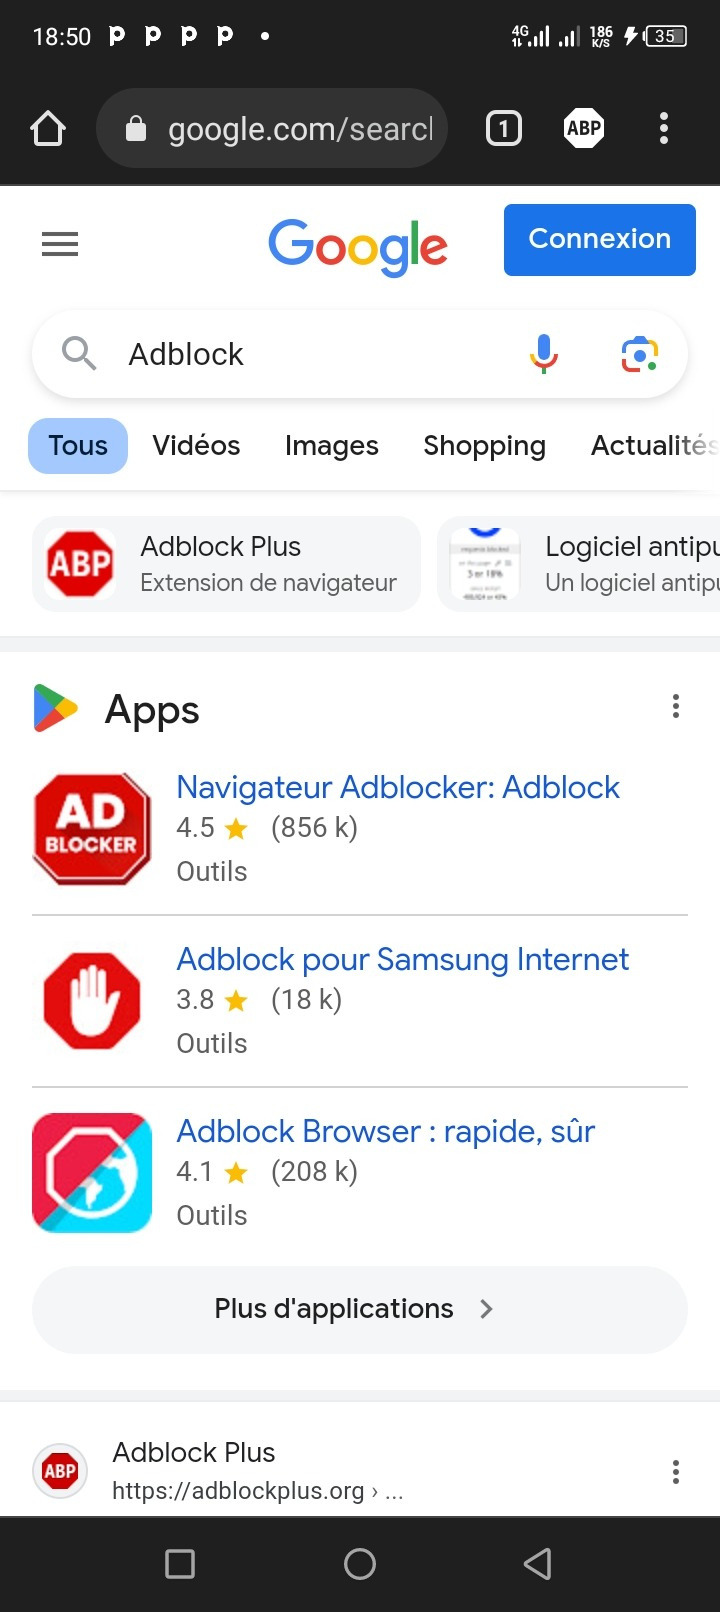 18:50
4G
186
K/S
35
google.com/search
1
ABP
Google
Connexion
Adblock
Tous Vidéos Images Shopping Actualités
ABP
Adblock Plus
Extension de navigateur
Logiciel antipu
Un logiciel antipu
Apps
AD
BLOCKER
Navigateur Adblocker: Adblock
4.5 ★ (856 k)
Outils
Adblock pour Samsung Internet
3.8 ★ (18 k)
Outils
Adblock Browser : rapide, sûr
4.1 ★ (208 k)
Outils
Plus d'applications
ABP
Adblock Plus
https://adblockplus.org › ...